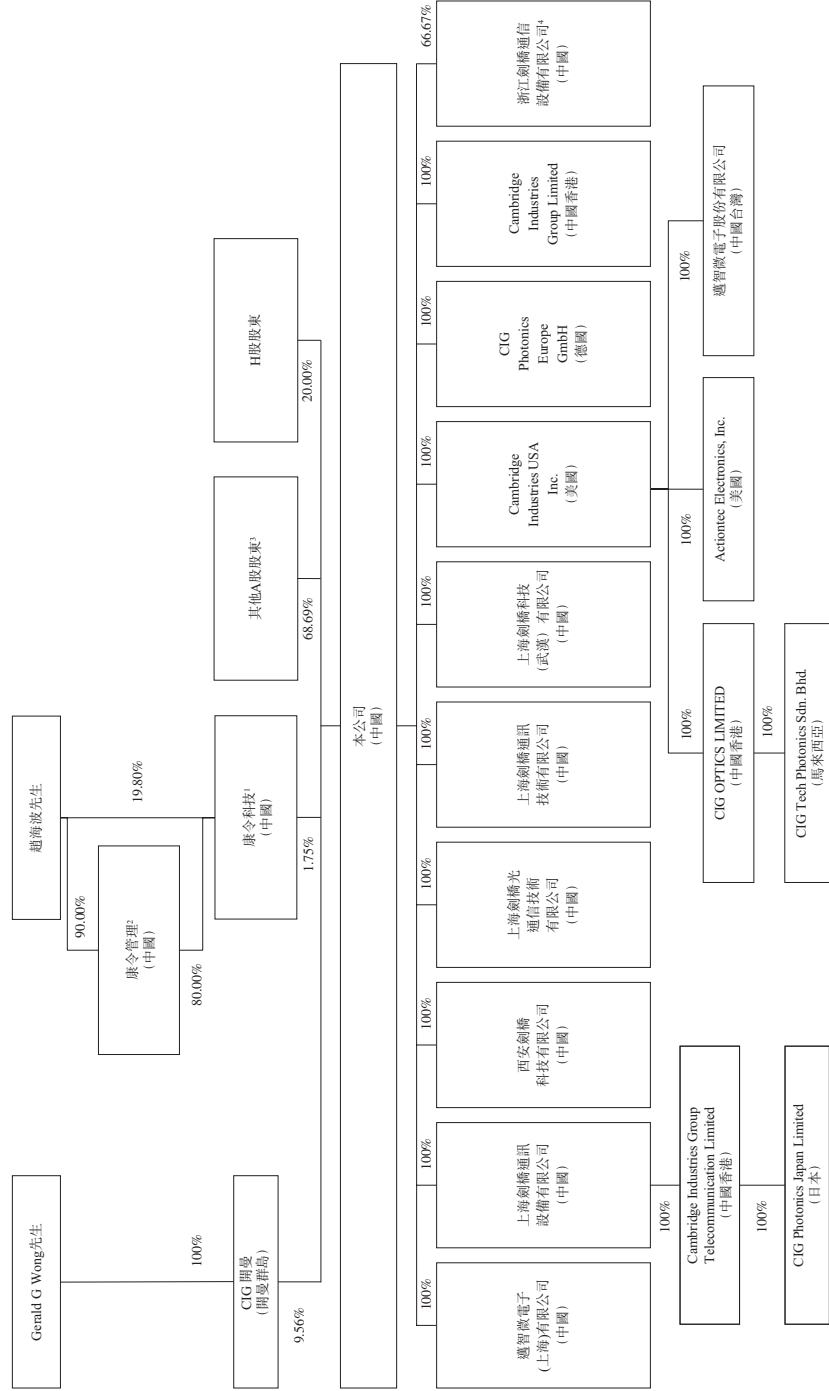 Gerald G Wong先生
趙海波先生
90.00%
康令管理²
（中國）
19.80%
80.00%
100%
CIG 開曼
（開曼群島）
康令科技¹
（中國）
其他A股股東³
H股股東
9.56%
1.75%
68.69%
20.00%
本公司
（中國）
100%
100%
100%
100%
100%
100%
100%
100%
100%
66.67%
邁智微電子
(上海)有限公司
（中國）
上海劍橋通訊
設備有限公司
（中國）
西安劍橋
科技有限公司
（中國）
上海劍橋光
通信技術
有限公司
（中國）
上海劍橋通訊
技術有限公司
（中國）
上海劍橋科技
（武漢）有限公司
（中國）
Cambridge
Industries USA
Inc.
（美國）
CIG
Photonics
Europe
GmbH
（德國）
Cambridge
Industries
Group Limited
（中國香港）
浙江劍橋通信
設備有限公司⁴
（中國）
100%
100%
100%
100%
Cambridge Industries Group
Telecommunication Limited
（中國香港）
CIG OPTICS LIMITED
（中國香港）
Actiontec Electronics, Inc.
（美國）
邁智微電子股份有限公司
（中國台灣）
100%
100%
CIG Photonics Japan Limited
（日本）
CIG Tech Photonics Sdn. Bhd.
（馬來西亞）